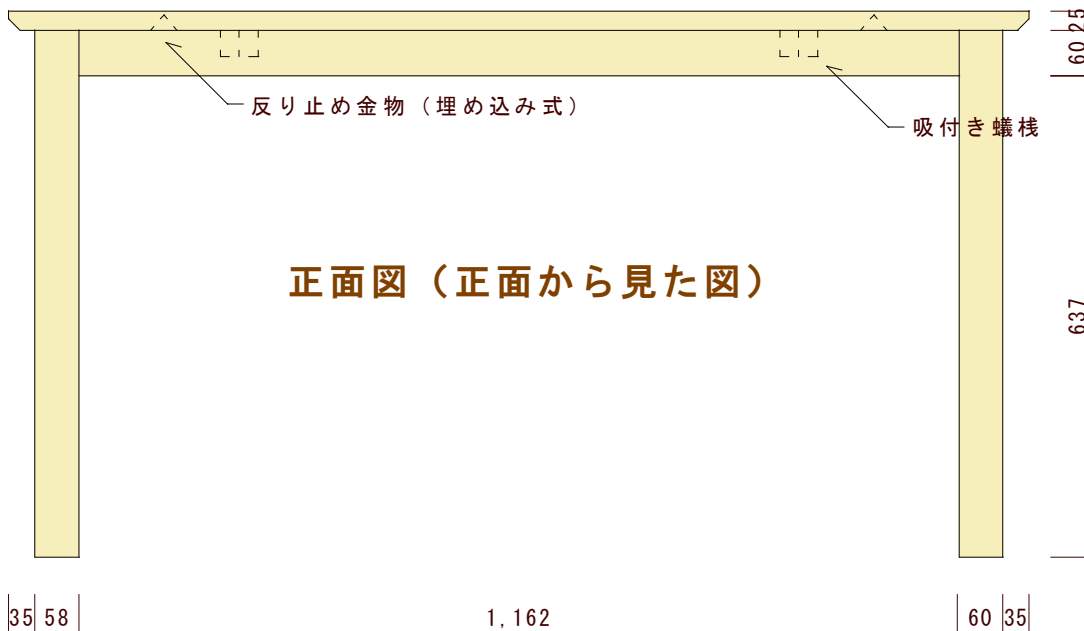 25
60
反り止め金物（埋め込み式）
吸付き蟻桟
正面図（正面から見た図）
637
35 58 1,162 60 35